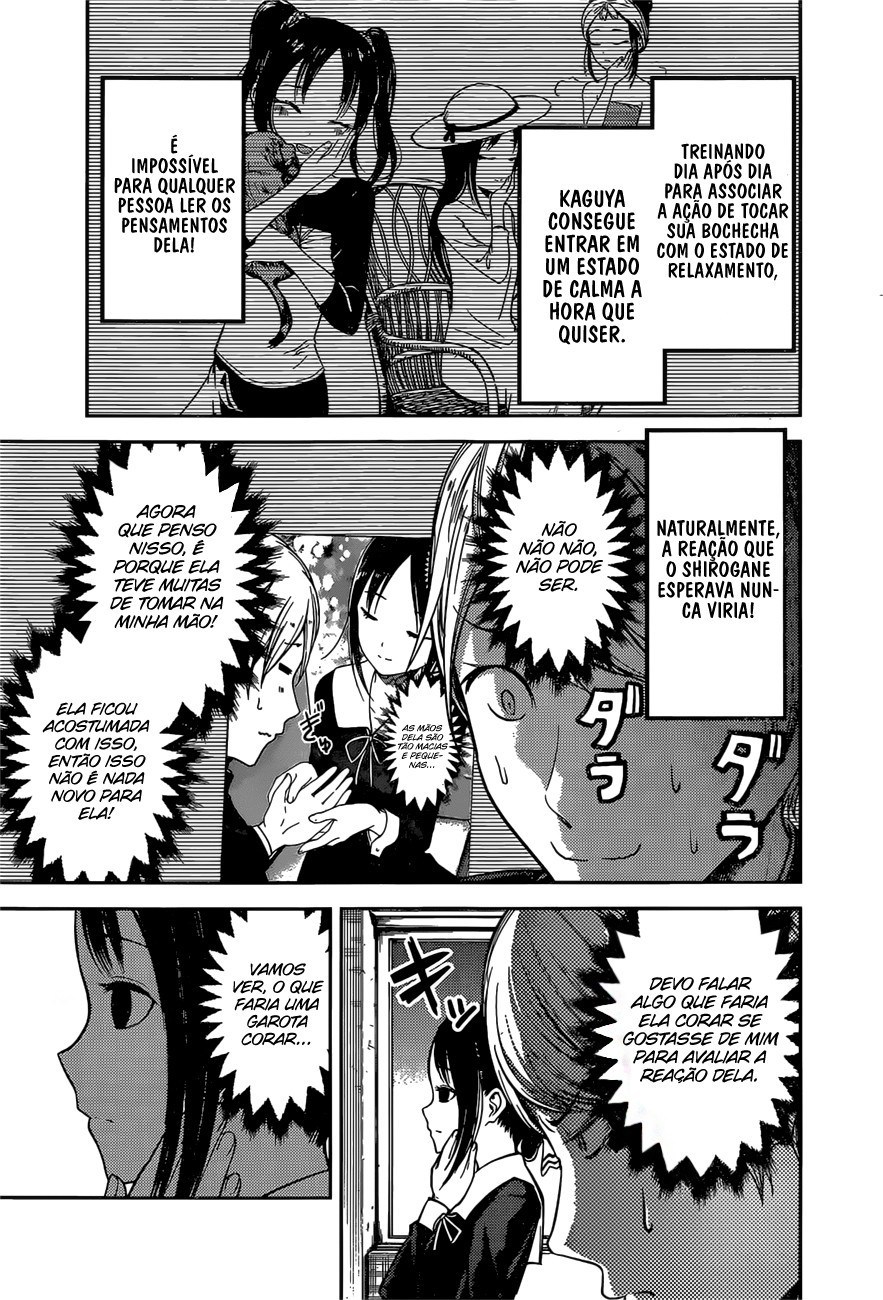 TREINANDO
DIA APÓS DIA
PARA ASSOCIAR
A AÇÃO DE TOCAR
SUA BOCHECHA
COM O ESTADO DE
RELAXAMENTO,
KAGUYA
CONSEGUE
ENTRAR EM
UM ESTADO
DE CALMA A
HORA QUE
QUISER.
É
IMPOSSÍVEL
PARA QUALQUER
PESSOA LER OS
PENSAMENTOS
DELA!
NATURALMENTE,
A REAÇÃO QUE
O SHIROGANE
ESPERAVA NUN-
CA VIRIA!
NÃO
NÃO NÃO,
NÃO PODE
SER.
ダラ
ダラ
AS MÃOS
DELA SÃO
TÃO MACIAS
E PEQUE-
NAS...
ぎゅ
AGORA
QUE PENSO
NISSO, É
PORQUE ELA
TEVE MUITAS
DE TOMAR NA
MINHA MÃO!
ELA FICOU
ACOSTUMADA
COM ISSO,
ENTÃO ISSO
NÃO É NADA
NOVO PARA
ELA!
DEVO FALAR
ALGO QUE FARIA
ELA CORAR SE
GOSTASSE DE MIM
PARA AVALIAR A
REAÇÃO DELA.
キッ
VAMOS
VER, O QUE
FARIA UMA
GAROTA
CORAR...